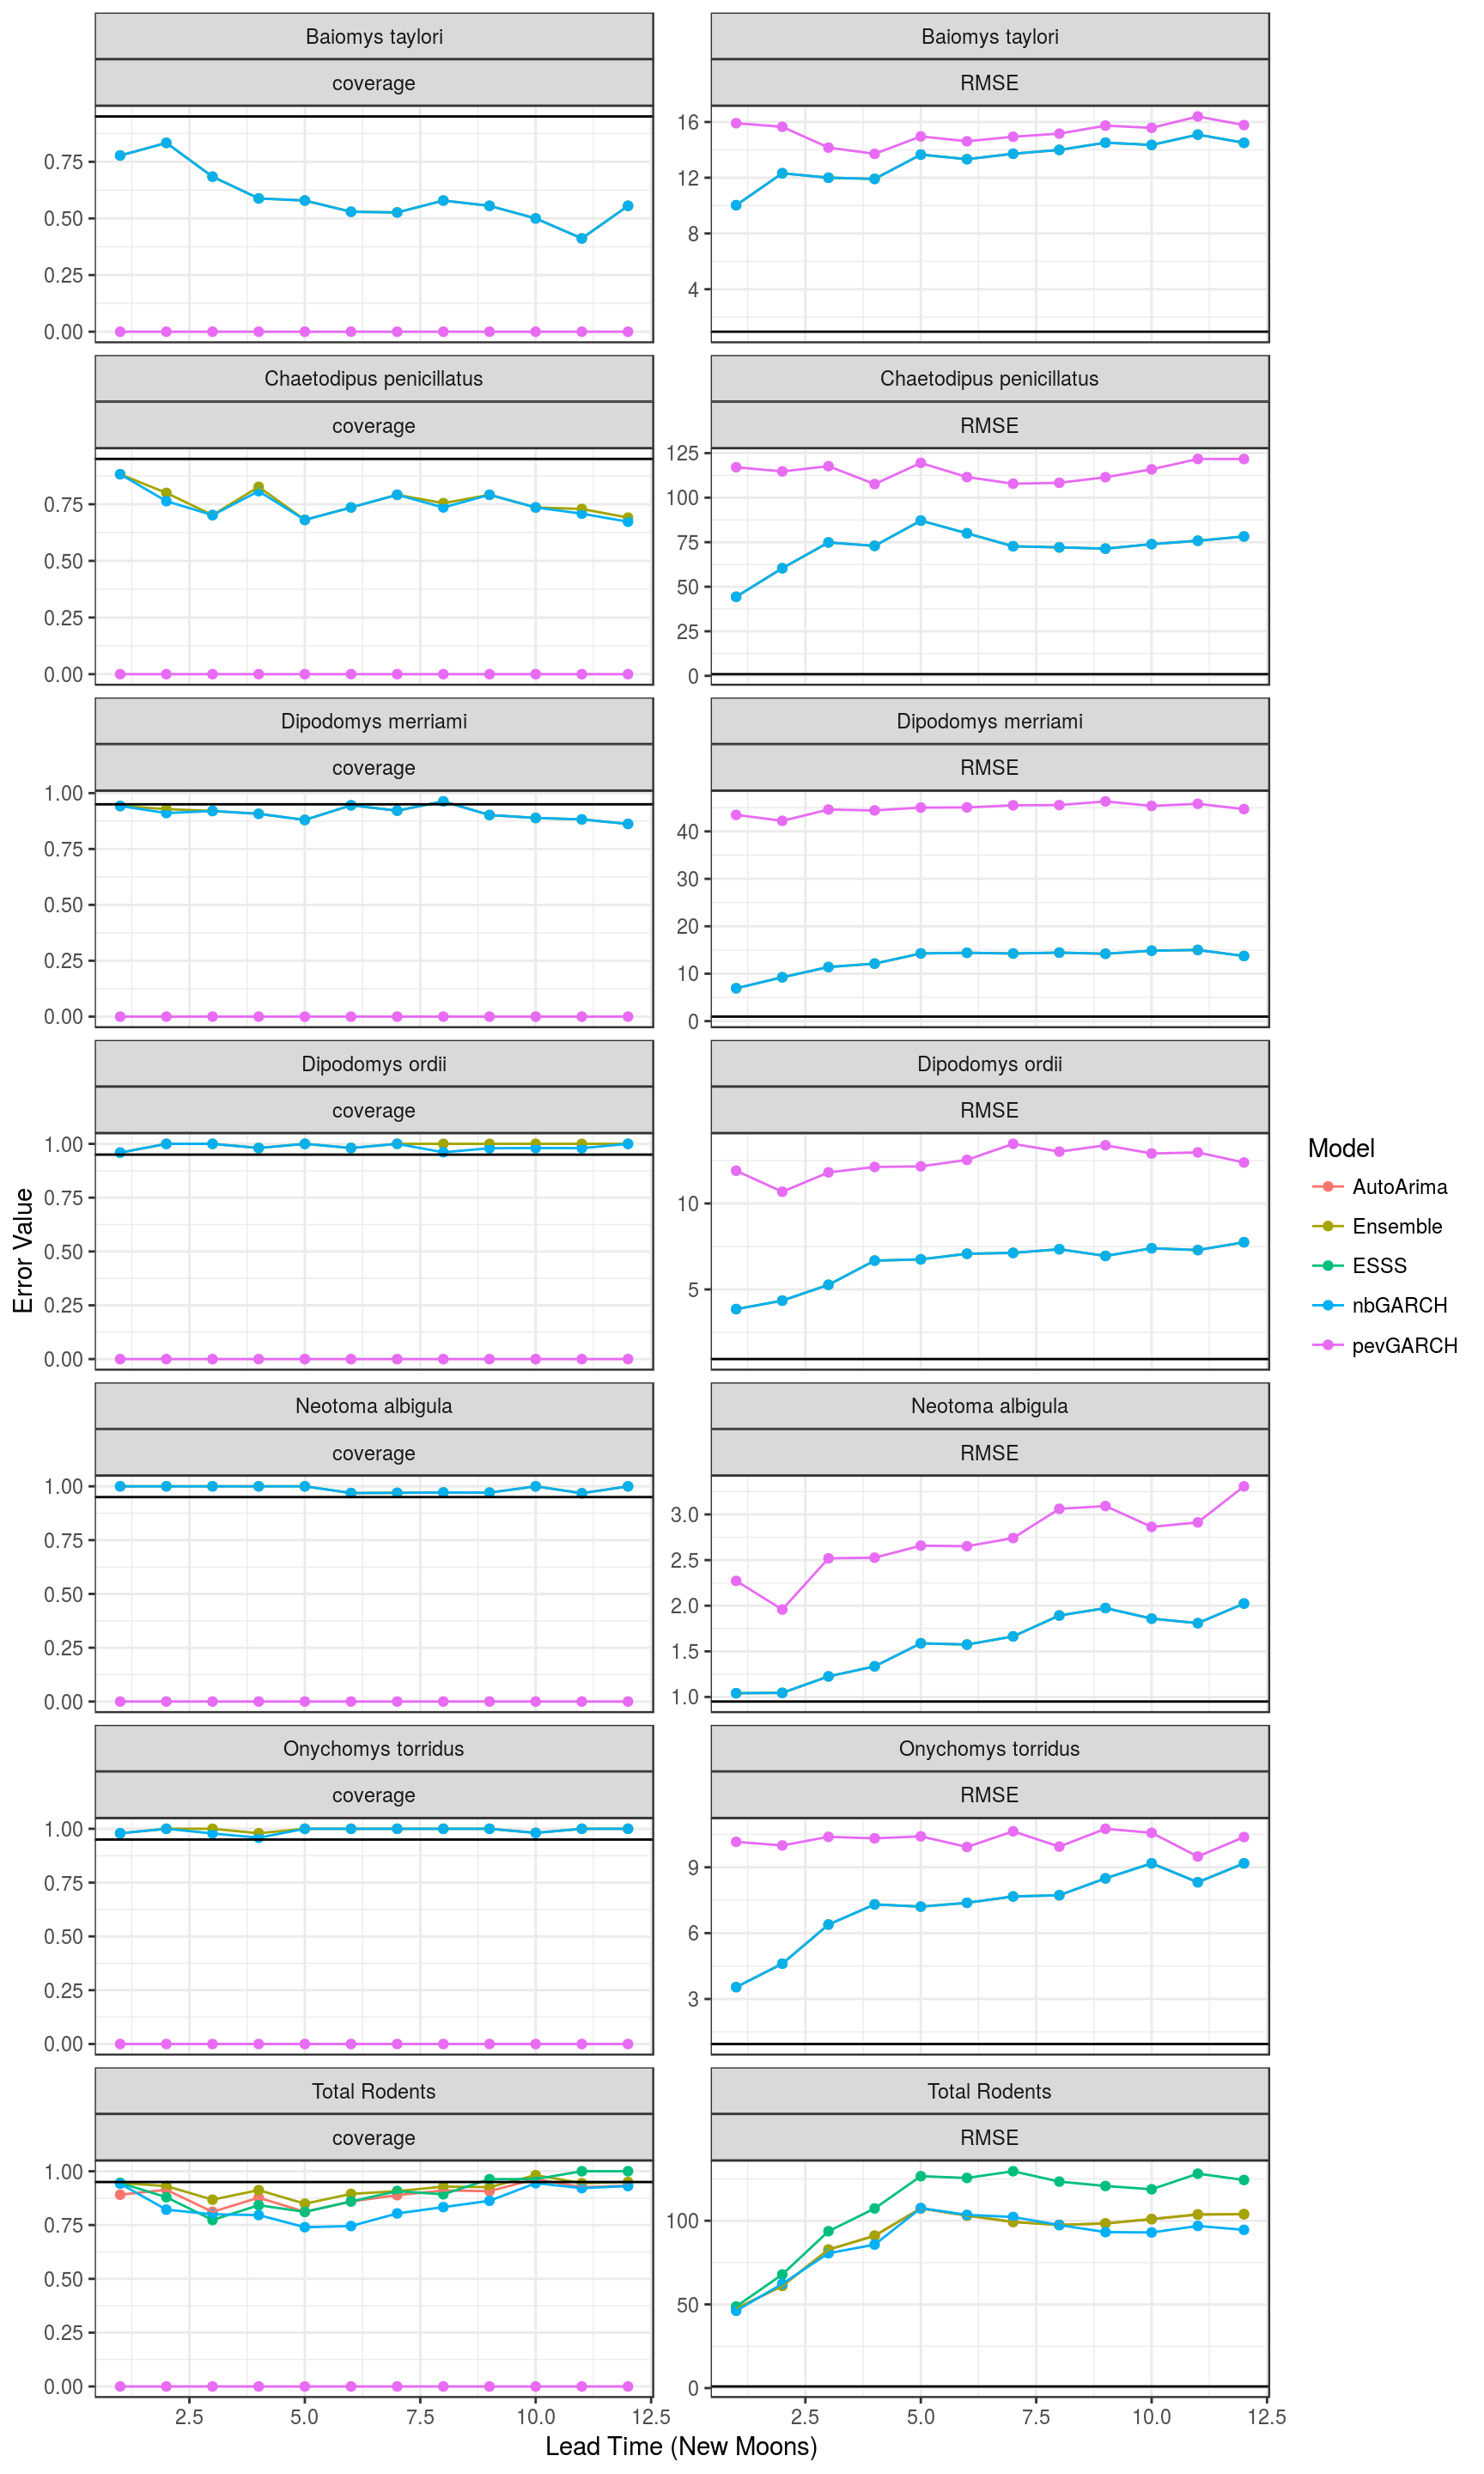 Baiomys taylori
Baiomys taylori
coverage
RMSE
0.75
0.50
0.25
0.00
16
12
8
4
Chaetodipus penicillatus
Chaetodipus penicillatus
coverage
RMSE
0.75
0.50
0.25
0.00
125
100
75
50
25
0
Dipodomys merriami
Dipodomys merriami
coverage
RMSE
1.00
0.75
0.50
0.25
0.00
40
30
20
10
0
Dipodomys ordii
Dipodomys ordii
coverage
RMSE
1.00
0.75
0.50
0.25
0.00
10
5
Neotoma albigula
Neotoma albigula
coverage
RMSE
1.00
0.75
0.50
0.25
0.00
3.0
2.5
2.0
1.5
1.0
Onychomys torridus
Onychomys torridus
coverage
RMSE
1.00
0.75
0.50
0.25
0.00
9
6
3
Total Rodents
Total Rodents
coverage
RMSE
1.00
0.75
0.50
0.25
0.00
100
50
0
2.5 5.0 7.5 10.0 12.5
2.5 5.0 7.5 10.0 12.5
Lead Time (New Moons)
Error Value
Model
AutoArima
Ensemble
ESSS
nbGARCH
pevGARCH